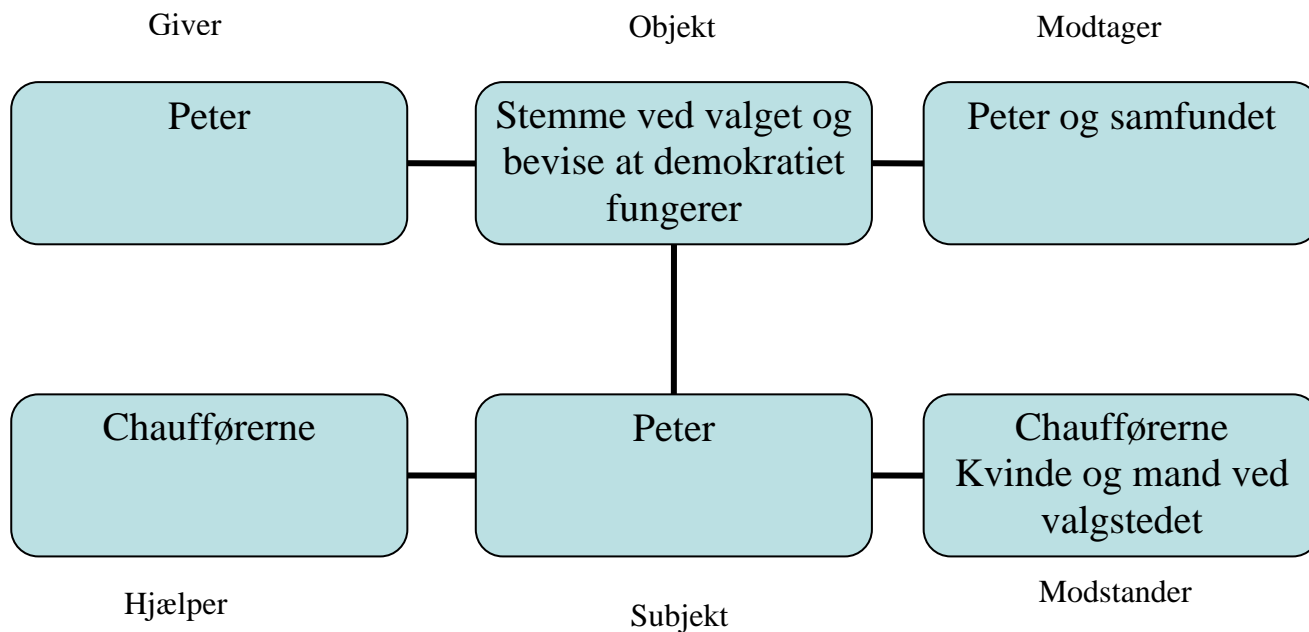 Giver
Objekt
Modtager
Peter
Stemme ved valget og
bevise at demokratiet
fungerer
Peter og samfundet
Chaufførerne
Peter
Chaufførerne
Kvinde og mand ved
valgstedet
Hjælper
Subjekt
Modstander